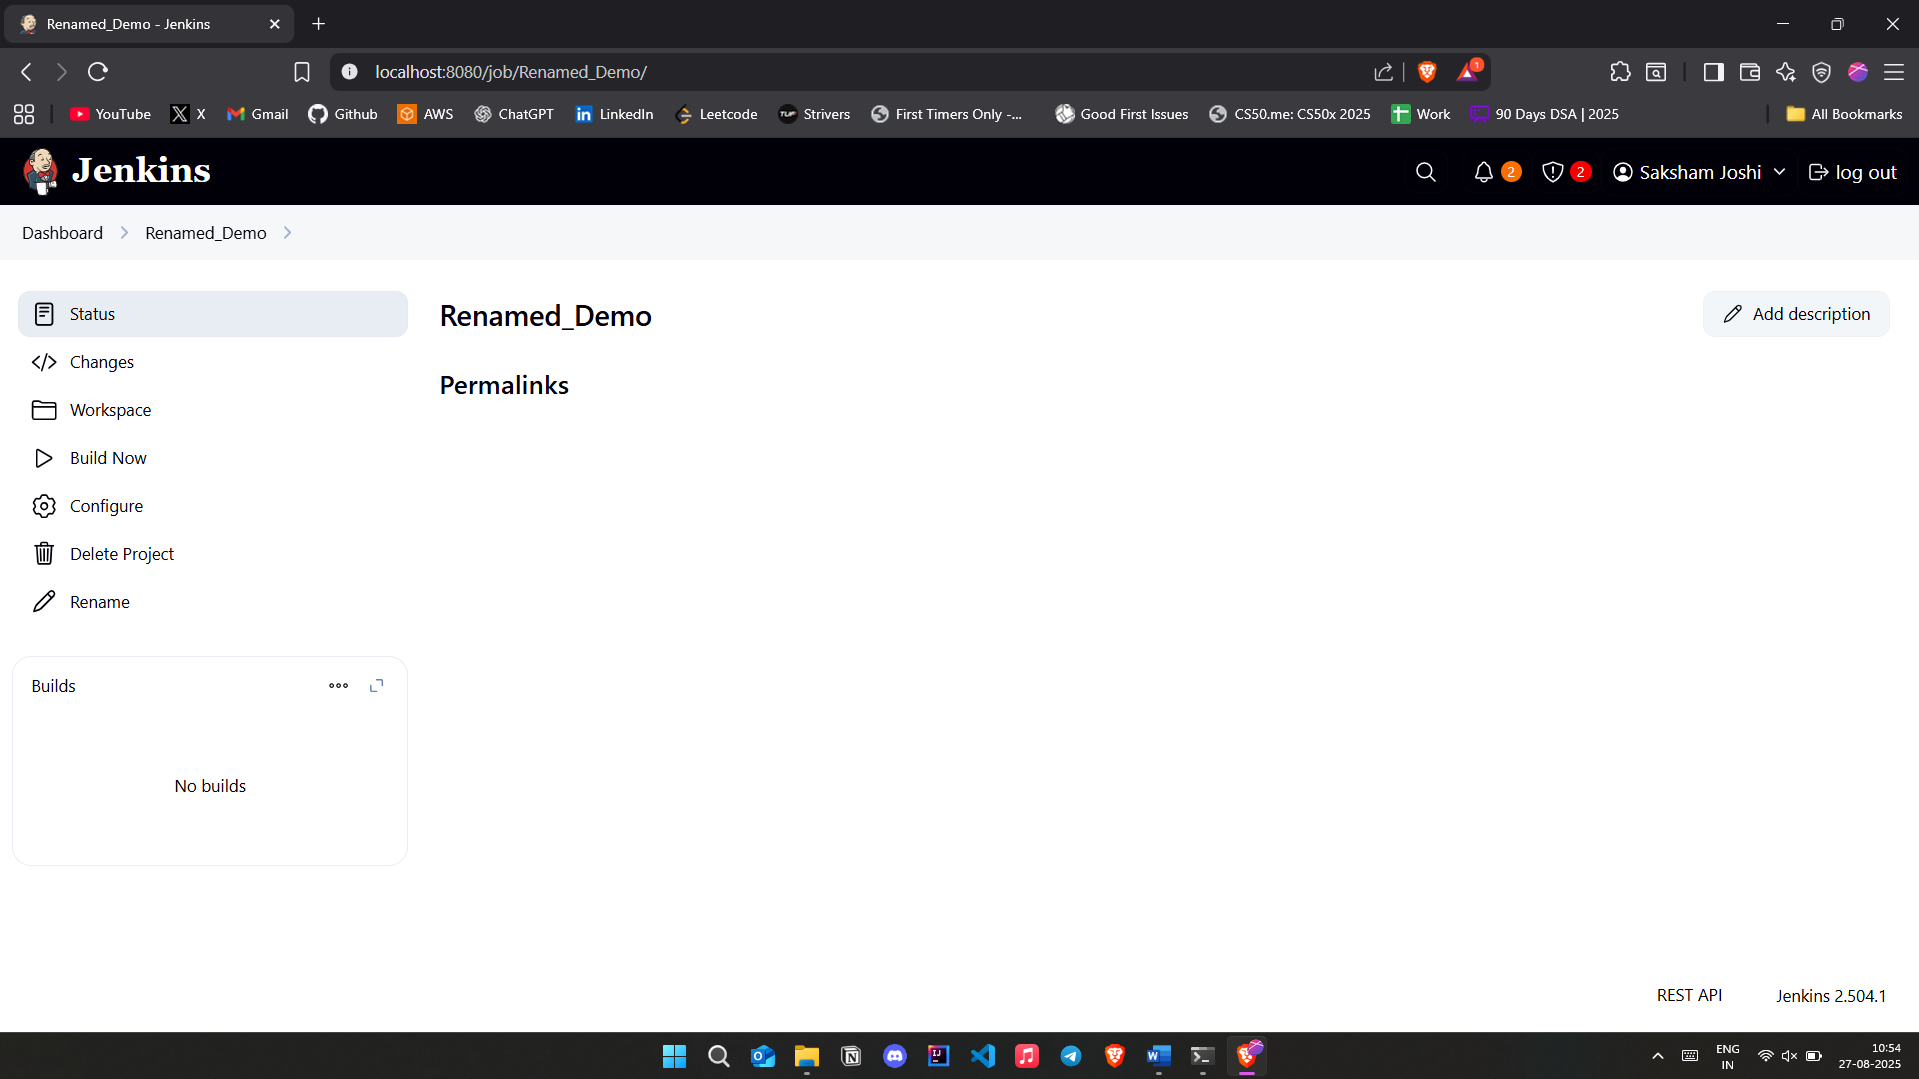 Renamed_Demo - Jenkins
localhost:8080/job/Renamed_Demo/
1
YouTube X Gmail Github AWS ChatGPT LinkedIn Leetcode TUF Strivers First Timers Only -... Good First Issues CS50.me: CS50x 2025 Work 90 Days DSA | 2025 All Bookmarks
Jenkins
2 2 Saksham Joshi log out
Dashboard Renamed_Demo
Status
Changes
Workspace
Build Now
Configure
Delete Project
Rename
Builds
No builds
Renamed_Demo
Add description
Permalinks
REST API Jenkins 2.504.1
ENG
IN
10:54
27-08-2025